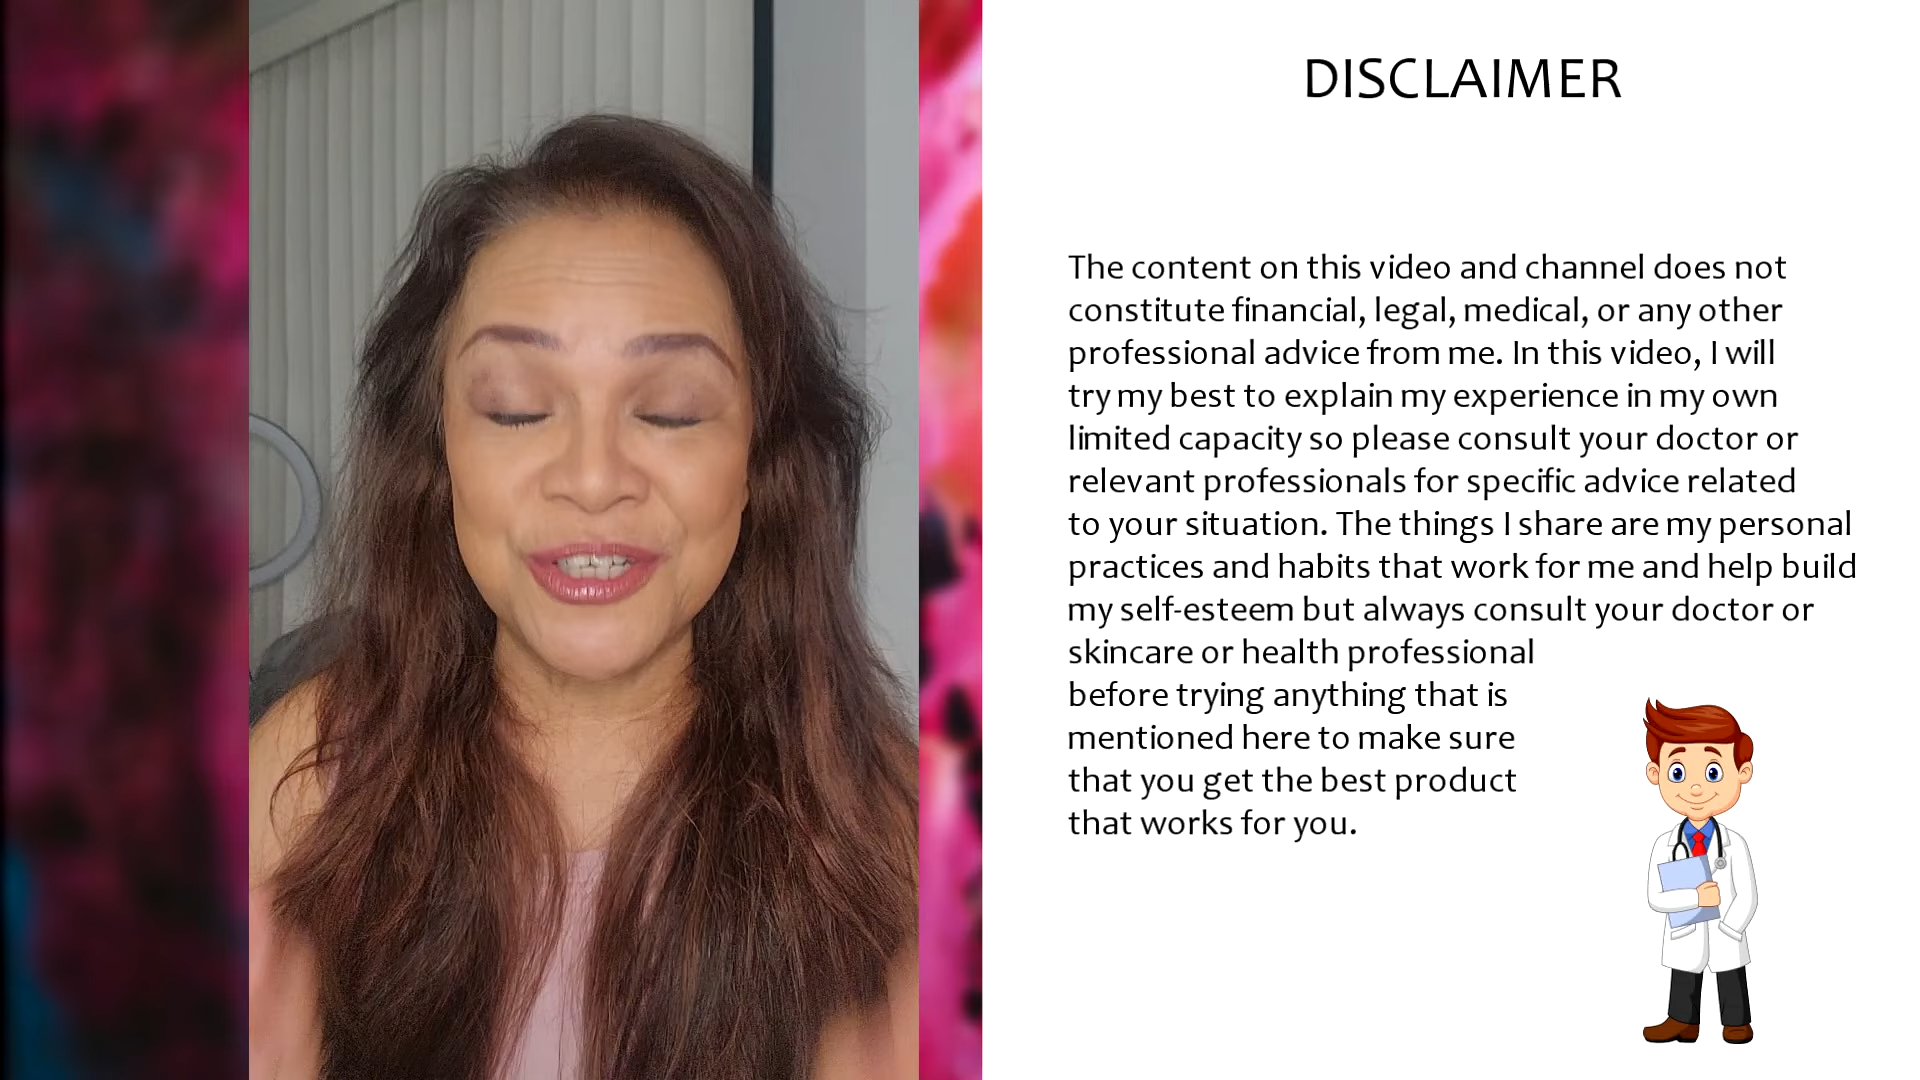 DISCLAIMER
The content on this video and channel does not
constitute financial, legal, medical, or any other
professional advice from me. In this video, I will
try my best to explain my experience in my own
limited capacity so please consult your doctor or
relevant professionals for specific advice related
to your situation. The things I share are my personal
practices and habits that work for me and help build
my self-esteem but always consult your doctor or
skincare or health professional
before trying anything that is
mentioned here to make sure
that you get the best product
that works for you.